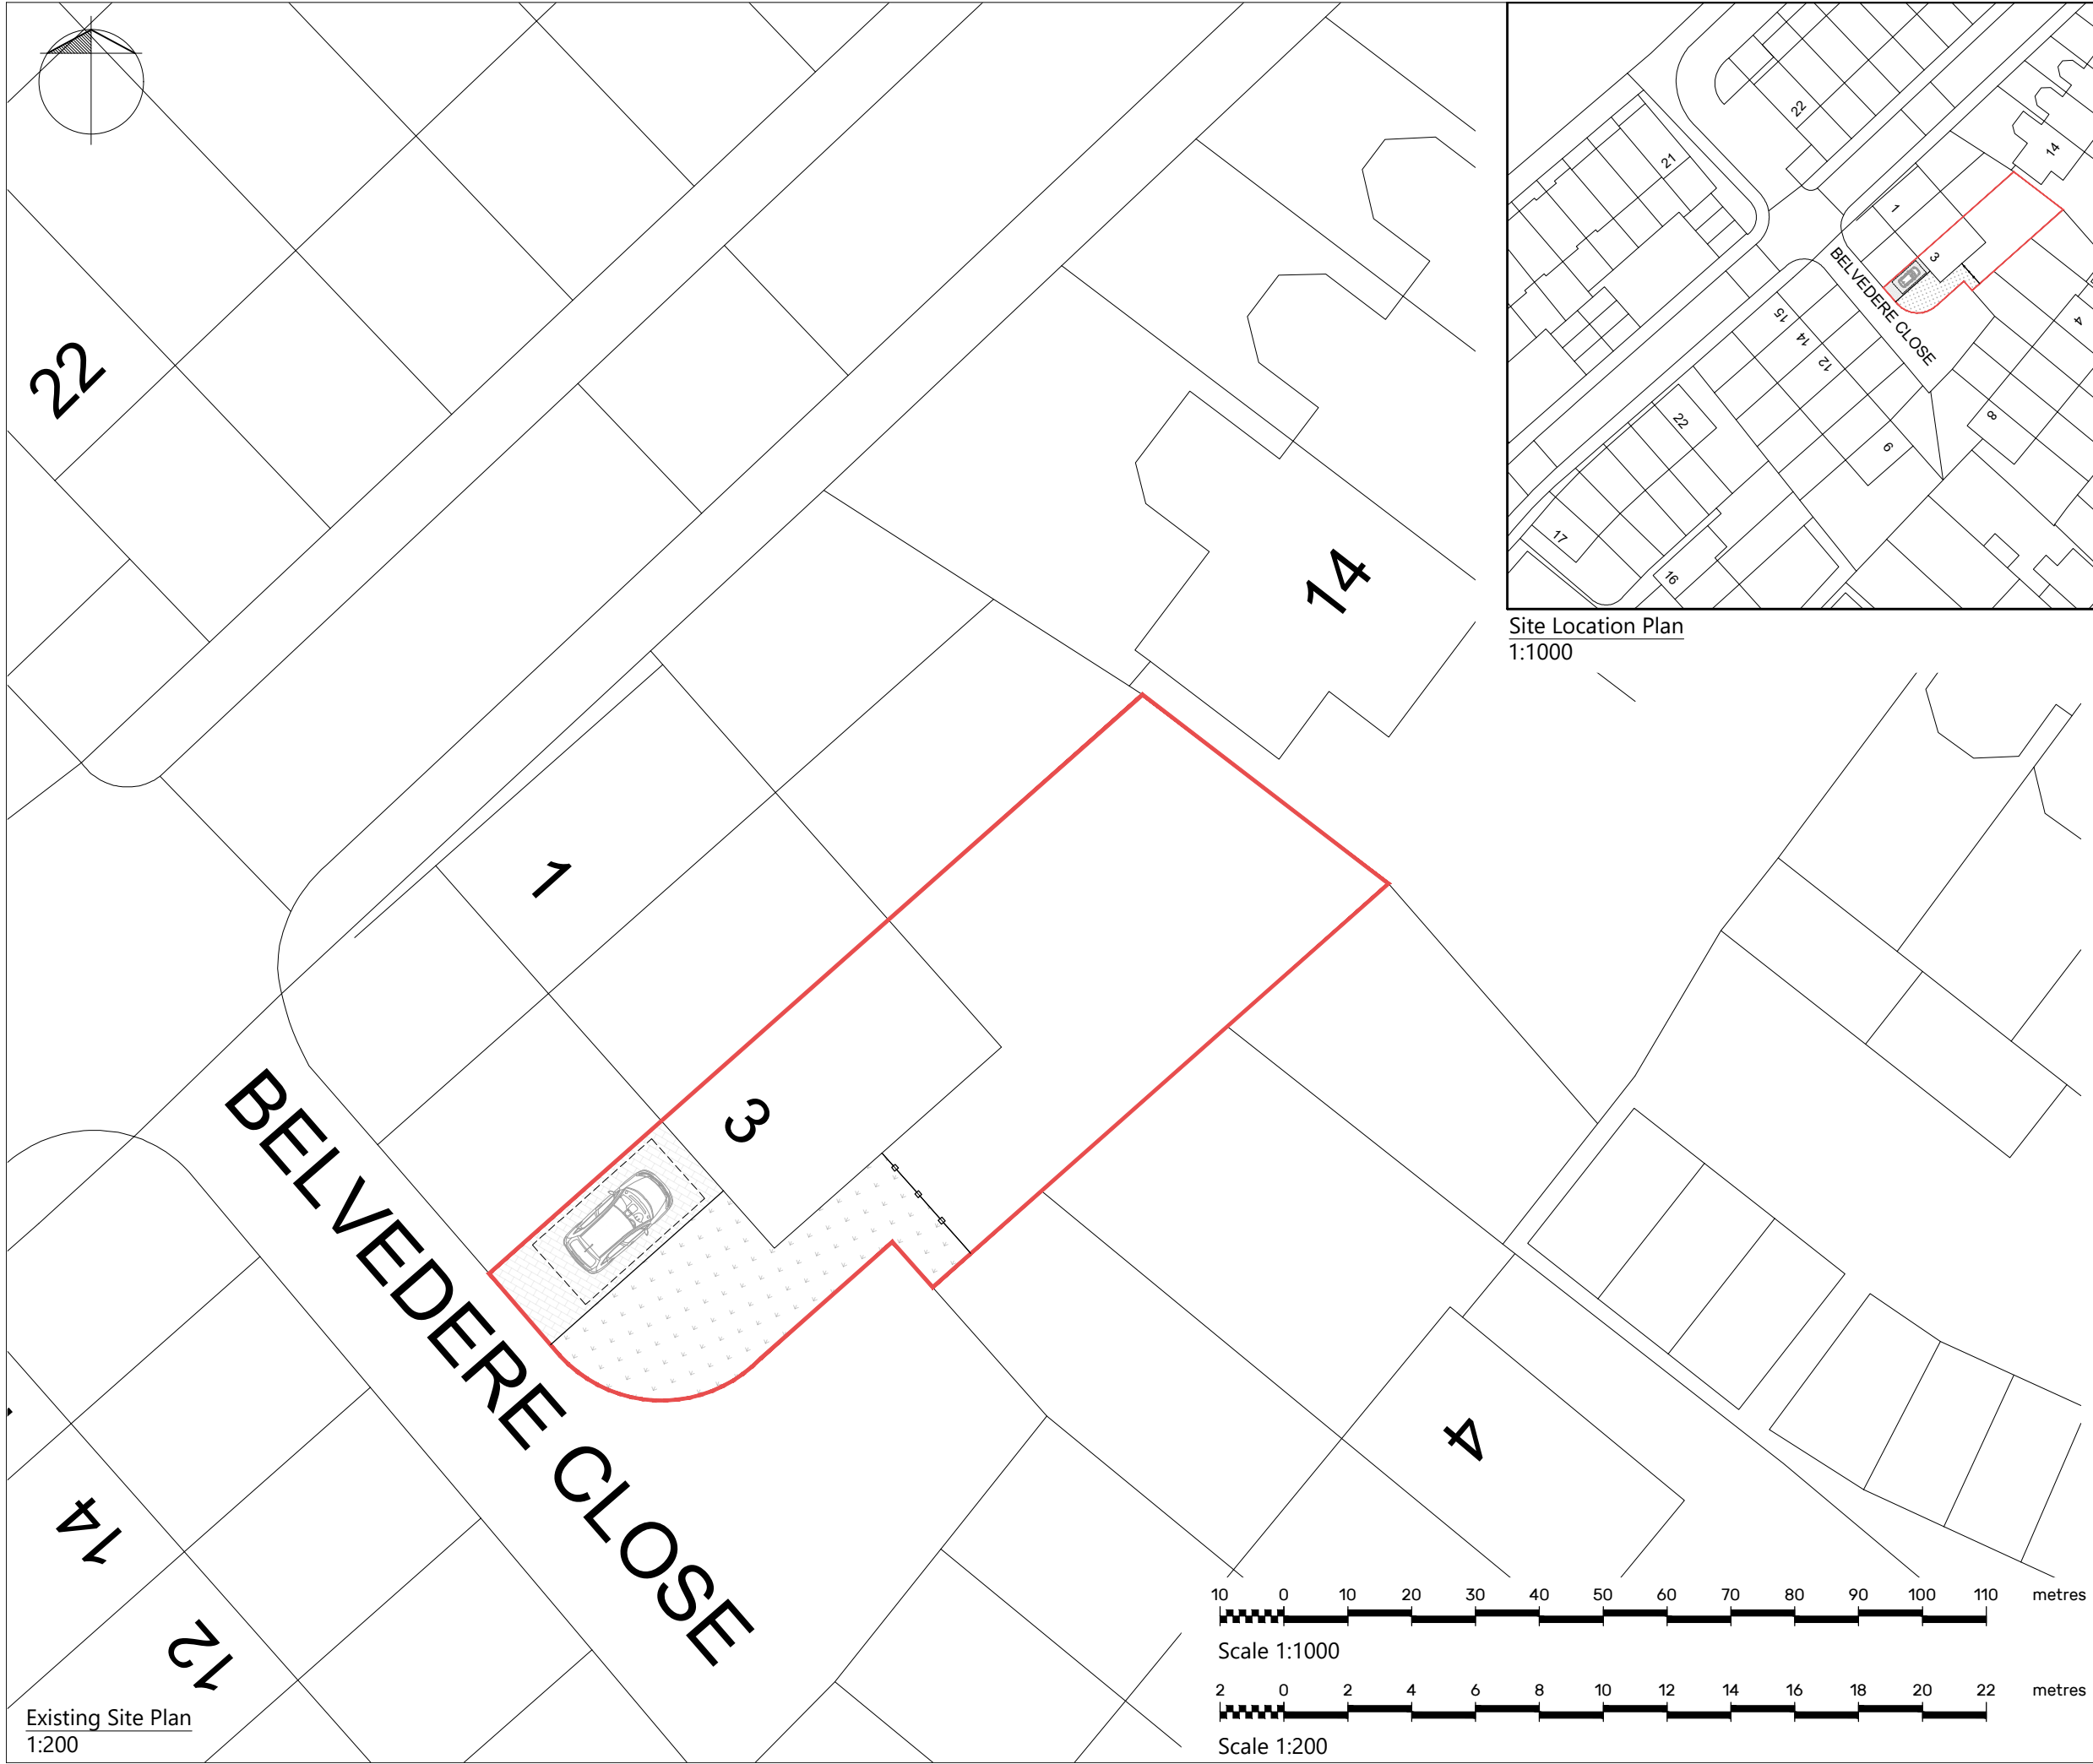 22
14
1
3
BELVEDERE CLOSE
4
14
12
Existing Site Plan
1:200
22
21
14
1
3
BELVEDERE CLOSE
4
15
14
12
22
8
9
17
16
Site Location Plan
1:1000
10 0 10 20 30 40 50 60 70 80 90 100 110 metres
Scale 1:1000
2 0 2 4 6 8 10 12 14 16 18 20 22 metres
Scale 1:200